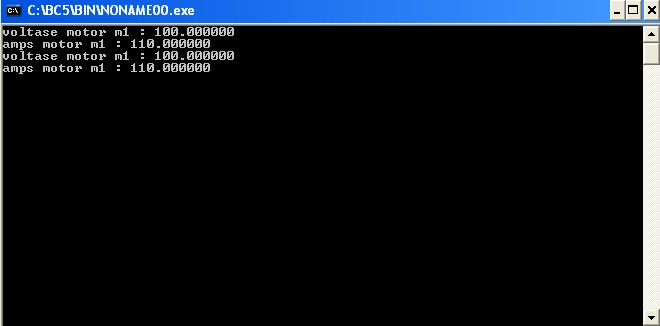 C:\BC5\BIN\NONAME00.exe
voltase motor m1 : 100.000000
amps motor m1 : 110.000000
voltase motor m1 : 100.000000
amps motor m1 : 110.000000